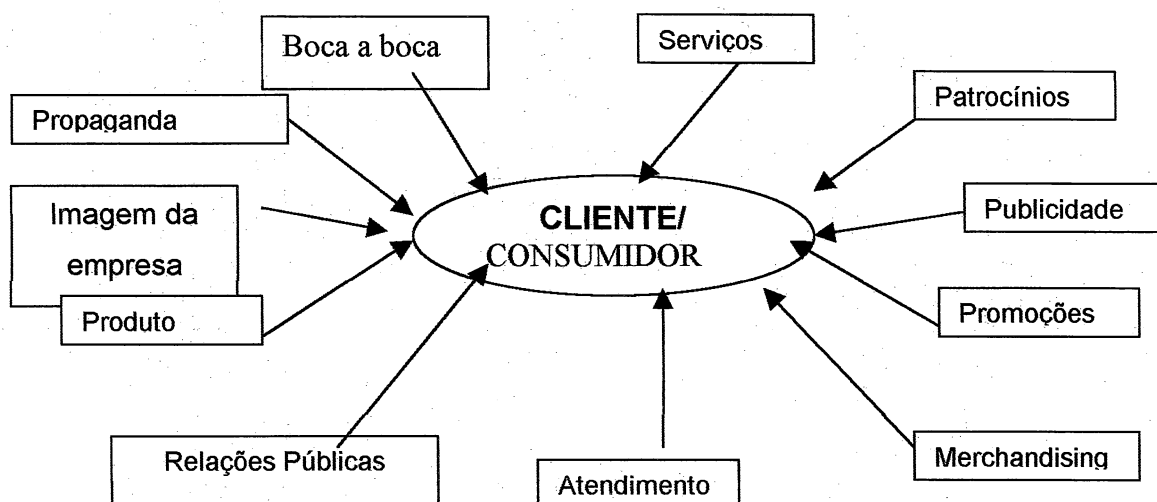 Boca a boca
Serviços
Patrocínios
Propaganda
Imagem da
empresa
CLIENTE/
CONSUMIDOR
Publicidade
Produto
Promoções
Relações Públicas
Atendimento
Merchandising